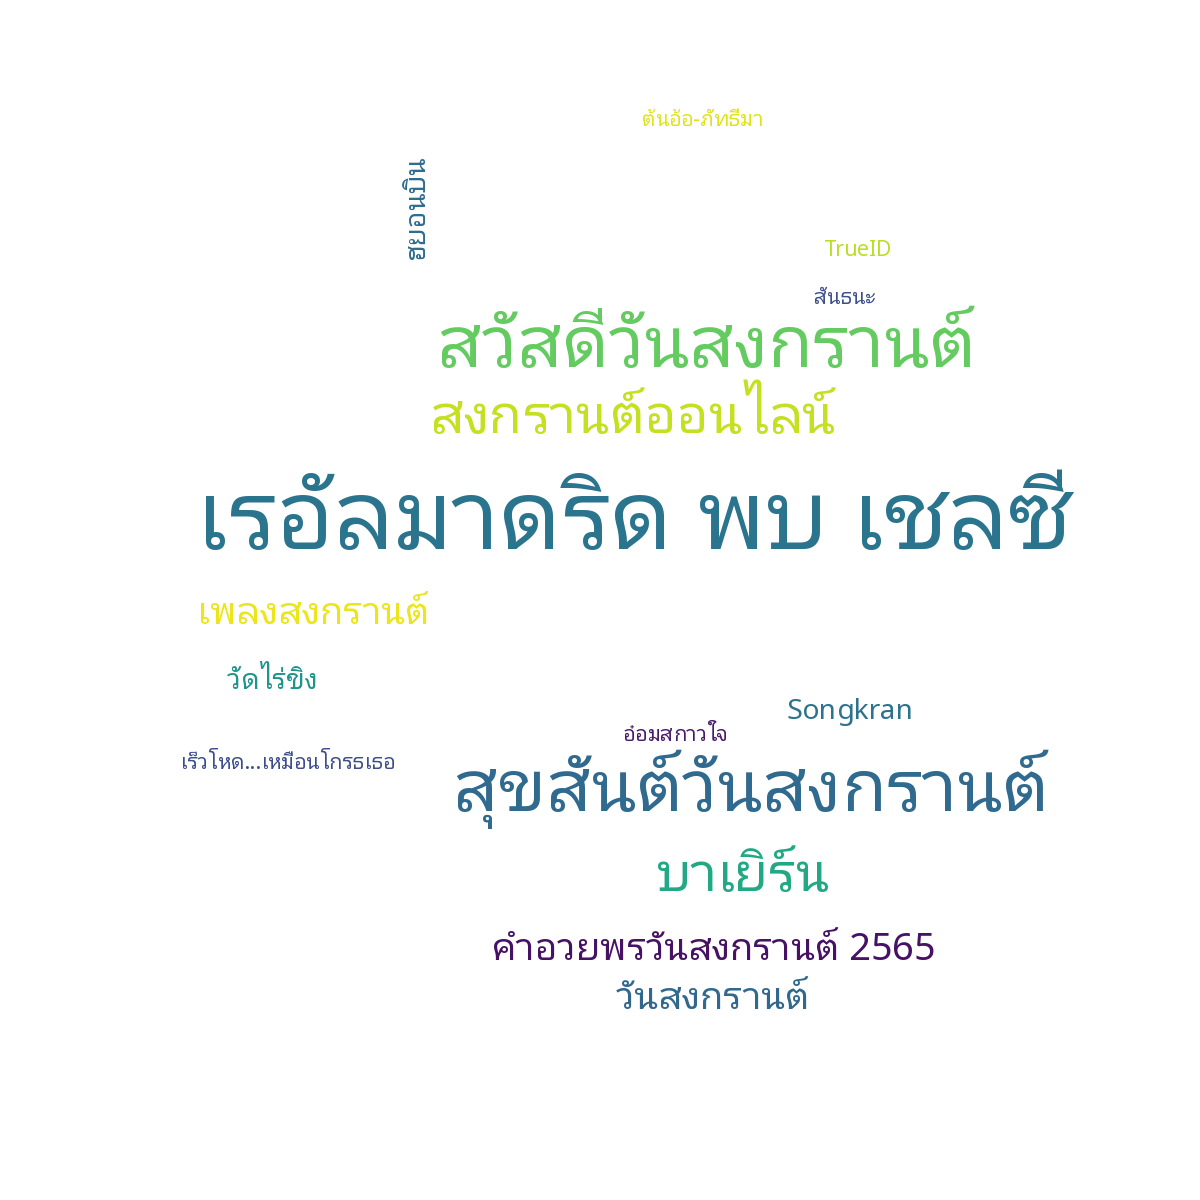 ต้นอ้อ-ภัทธีมา
ฮยอนบิน
TrueID
สันธนะ
สวัสดีวันสงกรานต์
สงกรานต์ออนไลน์
เรอัลมาดริด พบ เชลซี
เพลงสงกรานต์
วัดไร่ขิง
Songkran
อ๋อมสกาวใจ
เร็วโหด...เหมือนโกรธเธอ
สุขสันต์วันสงกรานต์
บาเยิร์น
คำอวยพรวันสงกรานต์ 2565
วันสงกรานต์